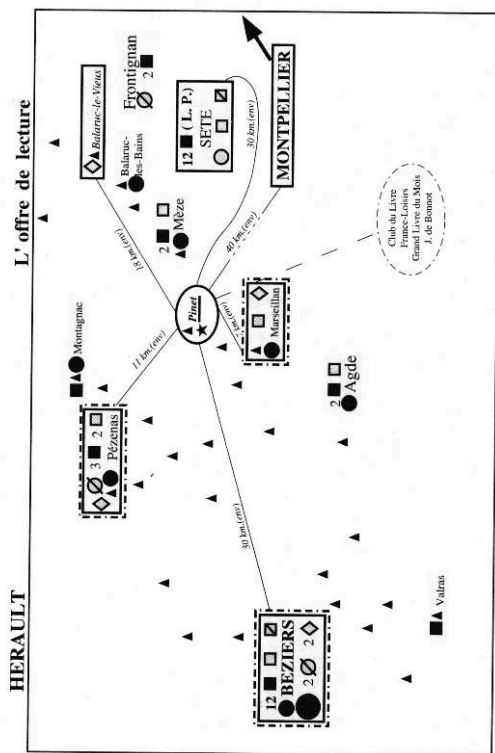 HERAULT
L'offre de lecture
Montagnac
3
2
Pézenas
11 km.(env)
Balaruc-le-Vieux
18 km(env)
Balaruc-
les-Bains
Frontignan
2
2
Mèze
12 (L. P.)
SETE
30 km.(env)
MONTPELLIER
40 km.(env)
Pinet
km.(env)
Marseillan
Club du Livre
France-Loisirs
Grand Livre du Mois
J. de Bonnot
2
Agde
30 km.(env)
12
BEZIERS
2
2
Valras